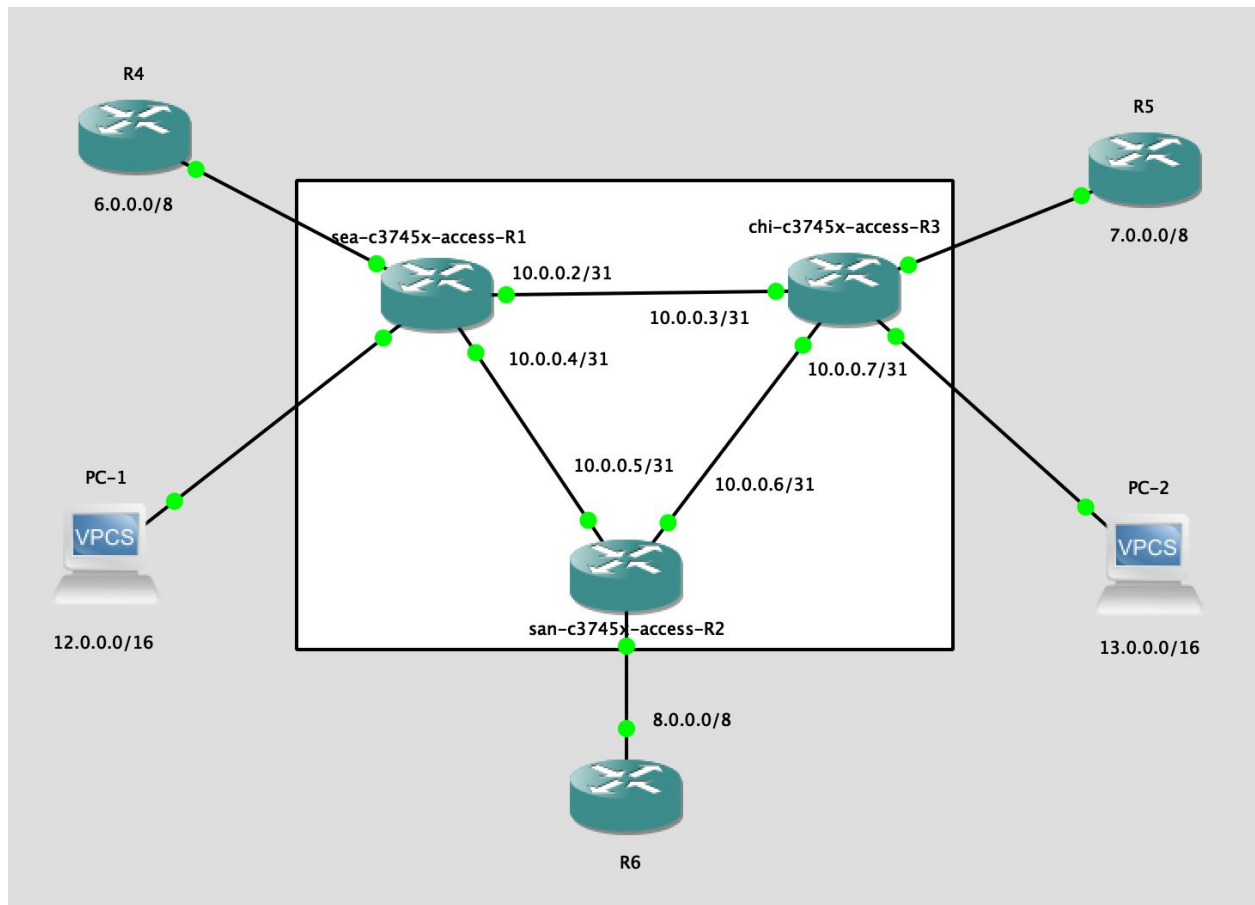 R4
R5
6.0.0.0/8
sea-c3745x-access-R1
chi-c3745x-access-R3
7.0.0.0/8
10.0.0.2/31
10.0.0.3/31
10.0.0.4/31
10.0.0.7/31
10.0.0.5/31
10.0.0.6/31
PC-1
VPCS
12.0.0.0/16
PC-2
VPCS
13.0.0.0/16
san-c3745x-access-R2
8.0.0.0/8
R6